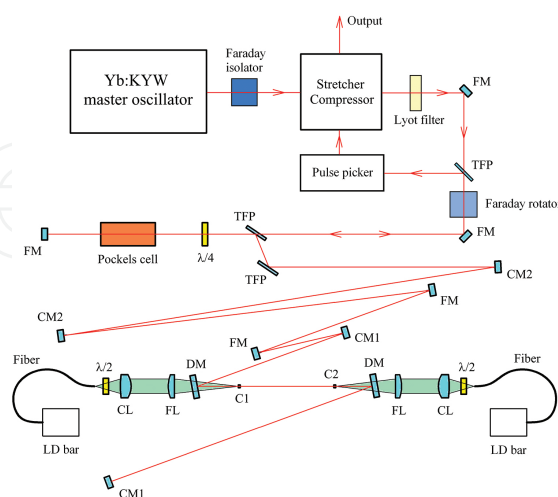 Output
Yb:KYW
master oscillator
Faraday
isolator
Stretcher
Compressor
Lyot filter
FM
Pulse picker
TFP
Faraday rotator
FM
Pockels cell
λ/4
TFP
TFP
FM
CM2
CM2
FM
FM
CM1
Fiber
λ/2
CL
FL
DM
C1
C2
DM
FL
CL
λ/2
Fiber
LD bar
LD bar
CM1